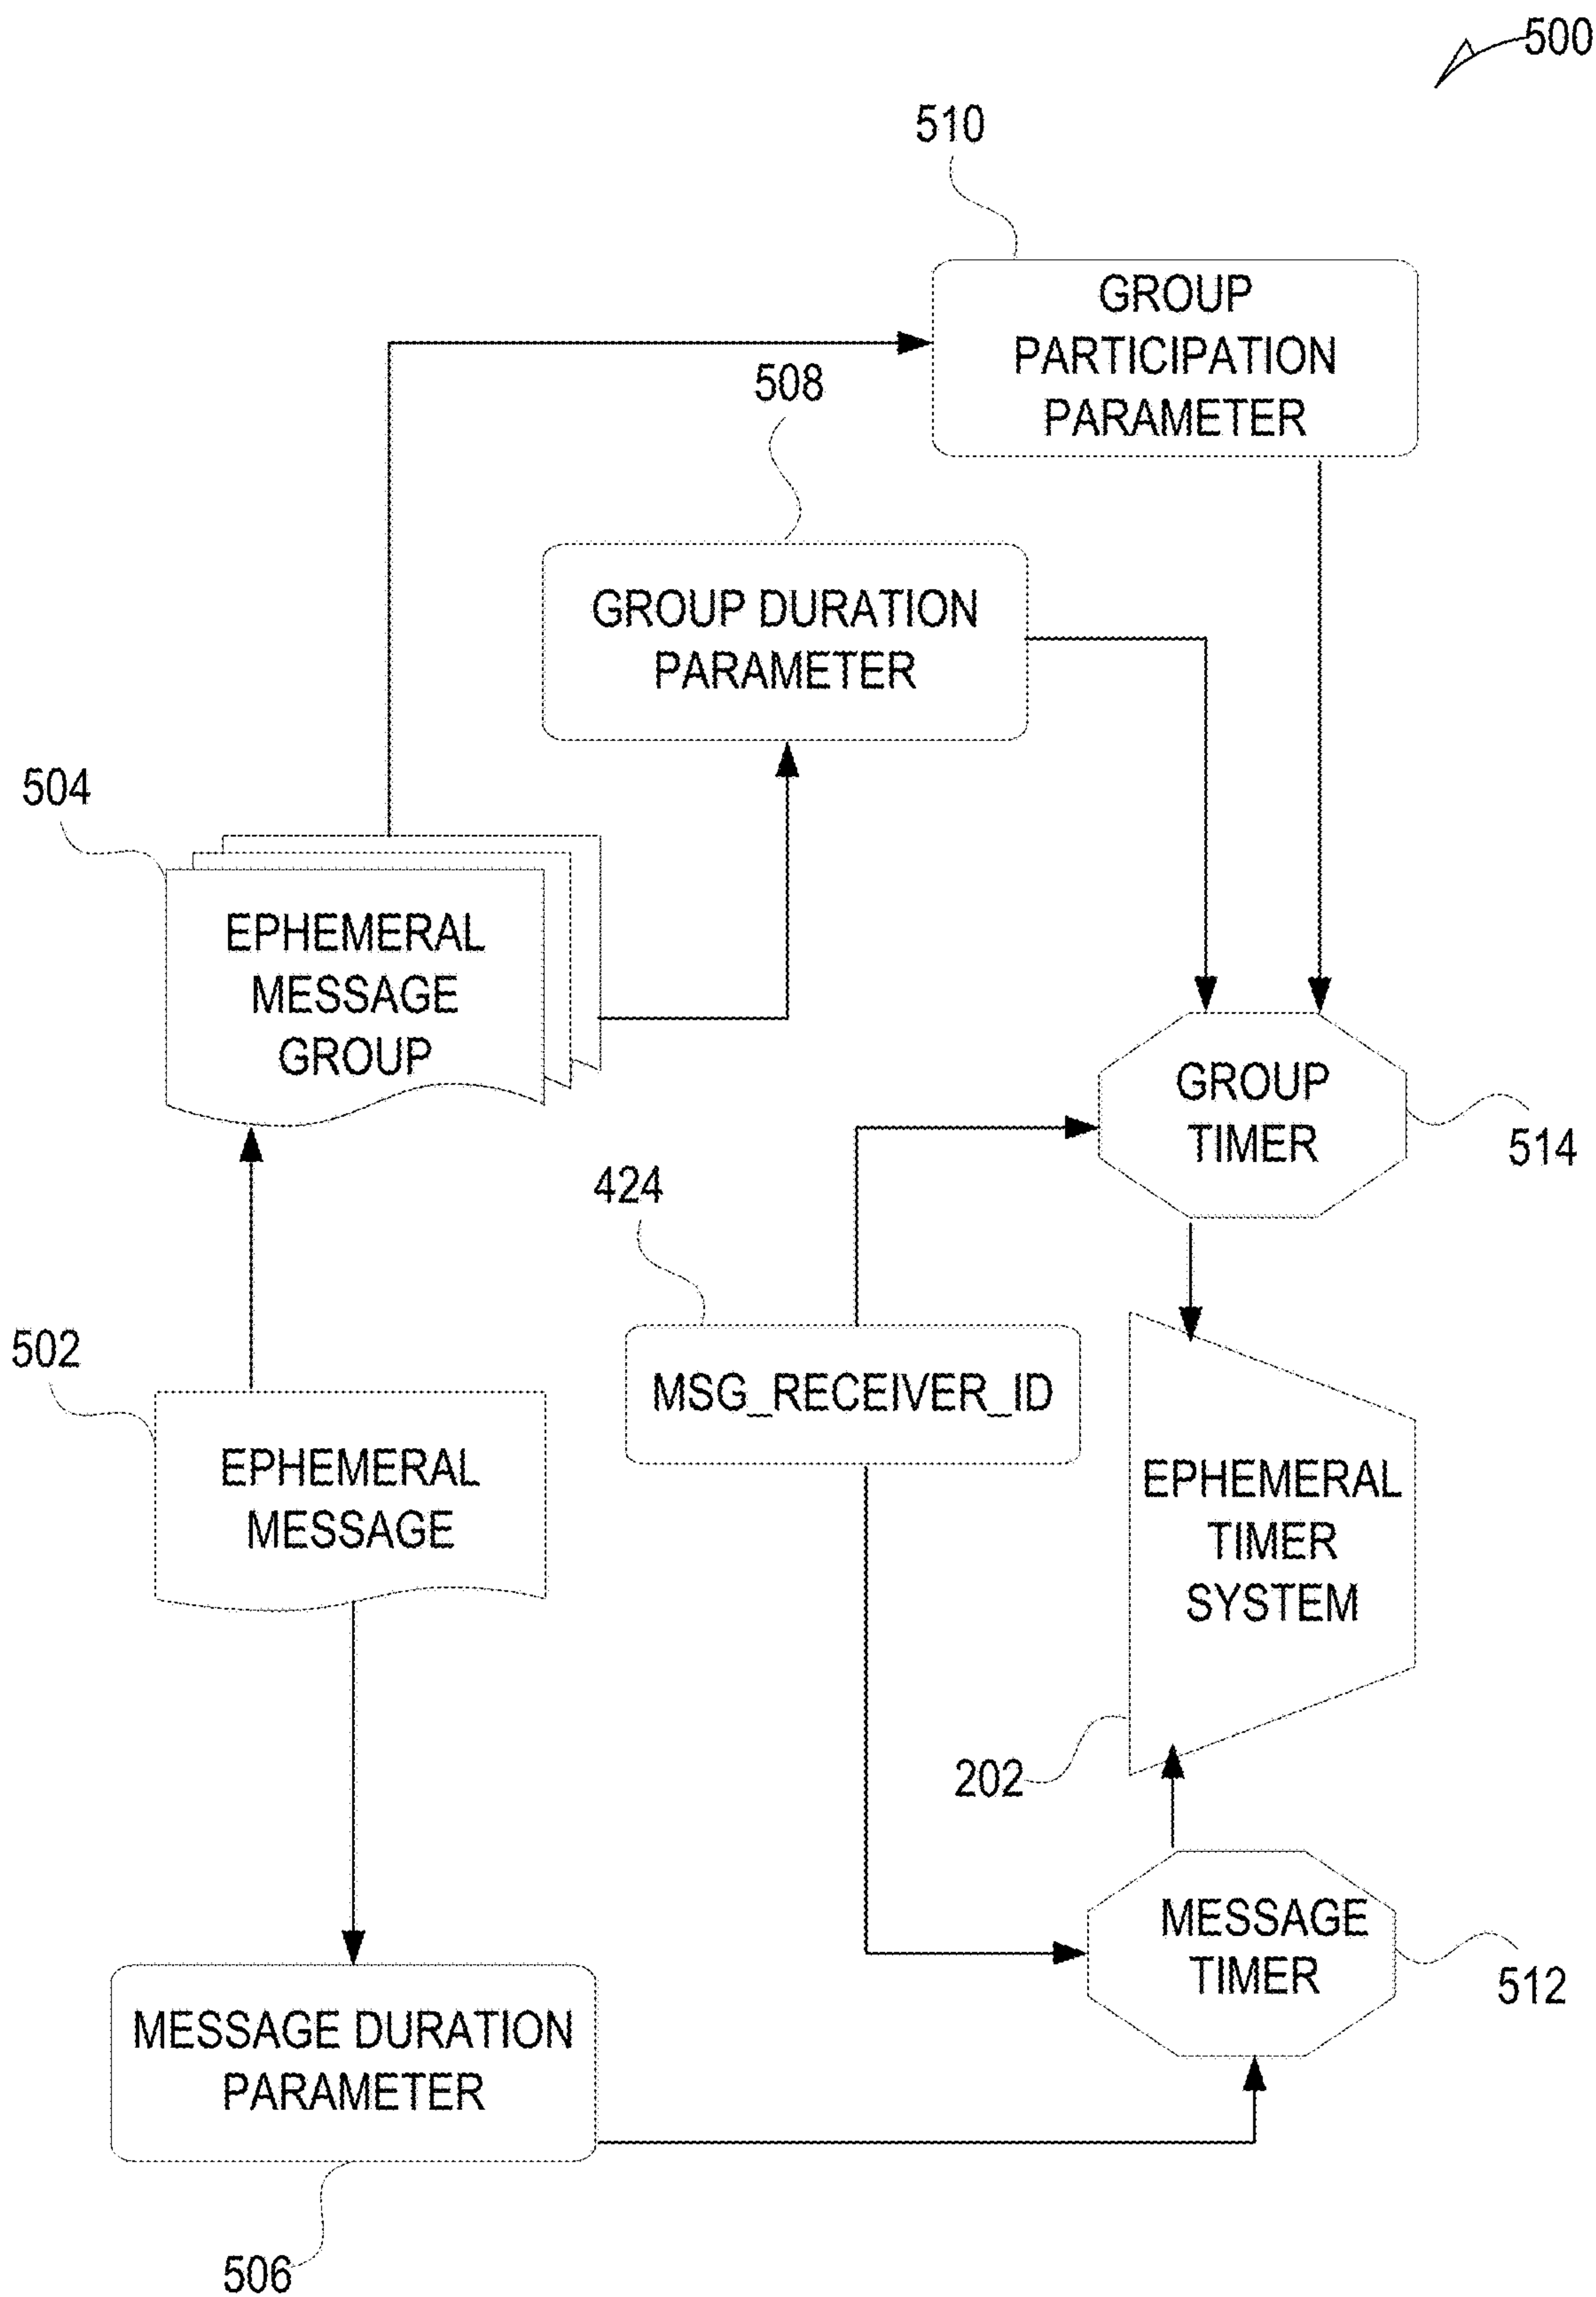 500
510
GROUP
PARTICIPATION
PARAMETER
508
GROUP DURATION
PARAMETER
504
EPHEMERAL
MESSAGE
GROUP
GROUP
TIMER
514
424
MSG_RECEIVER_ID
502
EPHEMERAL
MESSAGE
EPHEMERAL
TIMER
SYSTEM
202
MESSAGE
TIMER
512
MESSAGE DURATION
PARAMETER
506